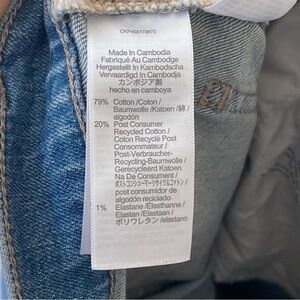 CKP456179870
Made in Cambodia
Fabriqué Au Cambodge
Hergestellt in Kambodscha
Vervaardigd in Cambodja
カンボジア製
hecho en camboya
79% Cotton /Coton /
Baumwolle /Katoen /綿 /
algodón
20% Post Consumer
Recycled Cotton /
Coton Recyclé Post
Consommateur /
Post-Verbraucher-
Recycling-Baumwolle /
Gerecycleerd Katoen
Na De Consument /
ポストコンシューマーリサイクルコットン /
post consumidor de
algodón reciclado
1% Elastane /Elasthanne /
Elastan /Elastaan /
ポリウレタン /elastano